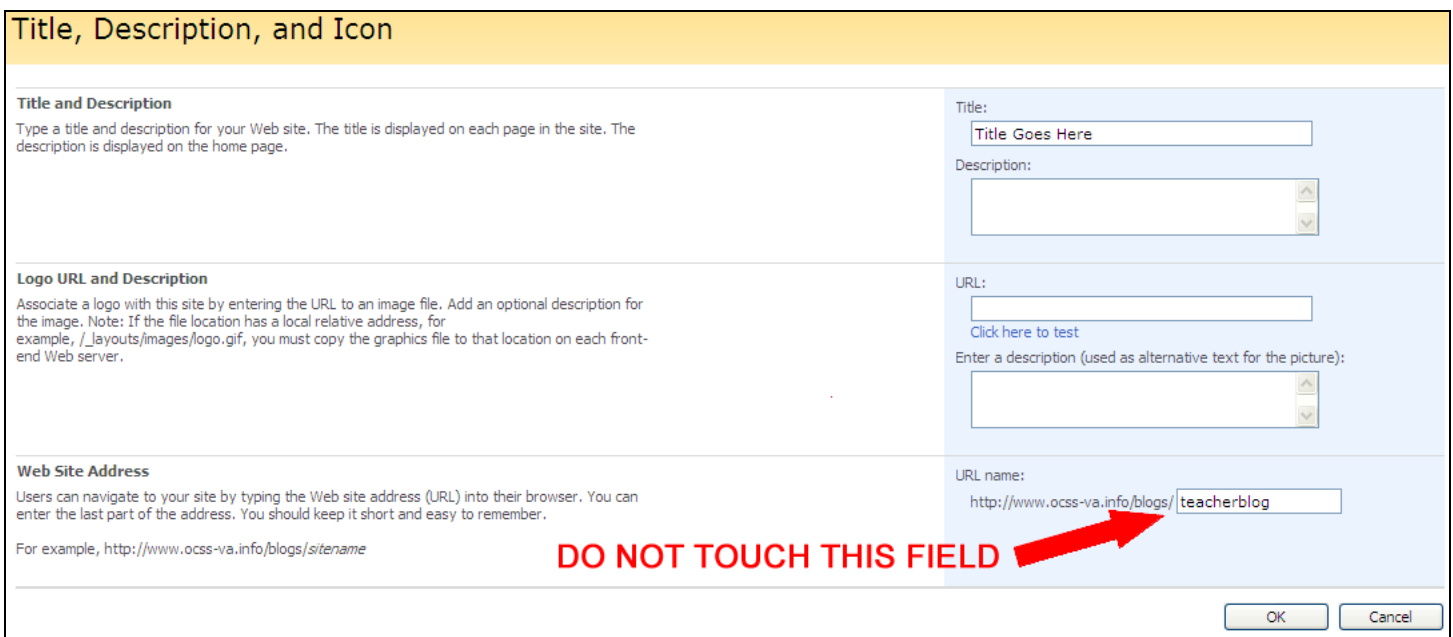 Title, Description, and Icon
Title and Description
Type a title and description for your Web site. The title is displayed on each page in the site. The
description is displayed on the home page.
Title:
Title Goes Here
Description:
Logo URL and Description
Associate a logo with this site by entering the URL to an image file. Add an optional description for
the image. Note: If the file location has a local relative address, for
example, /_layouts/images/logo.gif, you must copy the graphics file to that location on each front-
end Web server.
URL:
Click here to test
Enter a description (used as alternative text for the picture):
Web Site Address
Users can navigate to your site by typing the Web site address (URL) into their browser. You can
enter the last part of the address. You should keep it short and easy to remember.
For example, http://www.ocss-va.info/blogs/sitename
URL name:
http://www.ocss-va.info/blogs/ teacherblog
DO NOT TOUCH THIS FIELD
OK Cancel